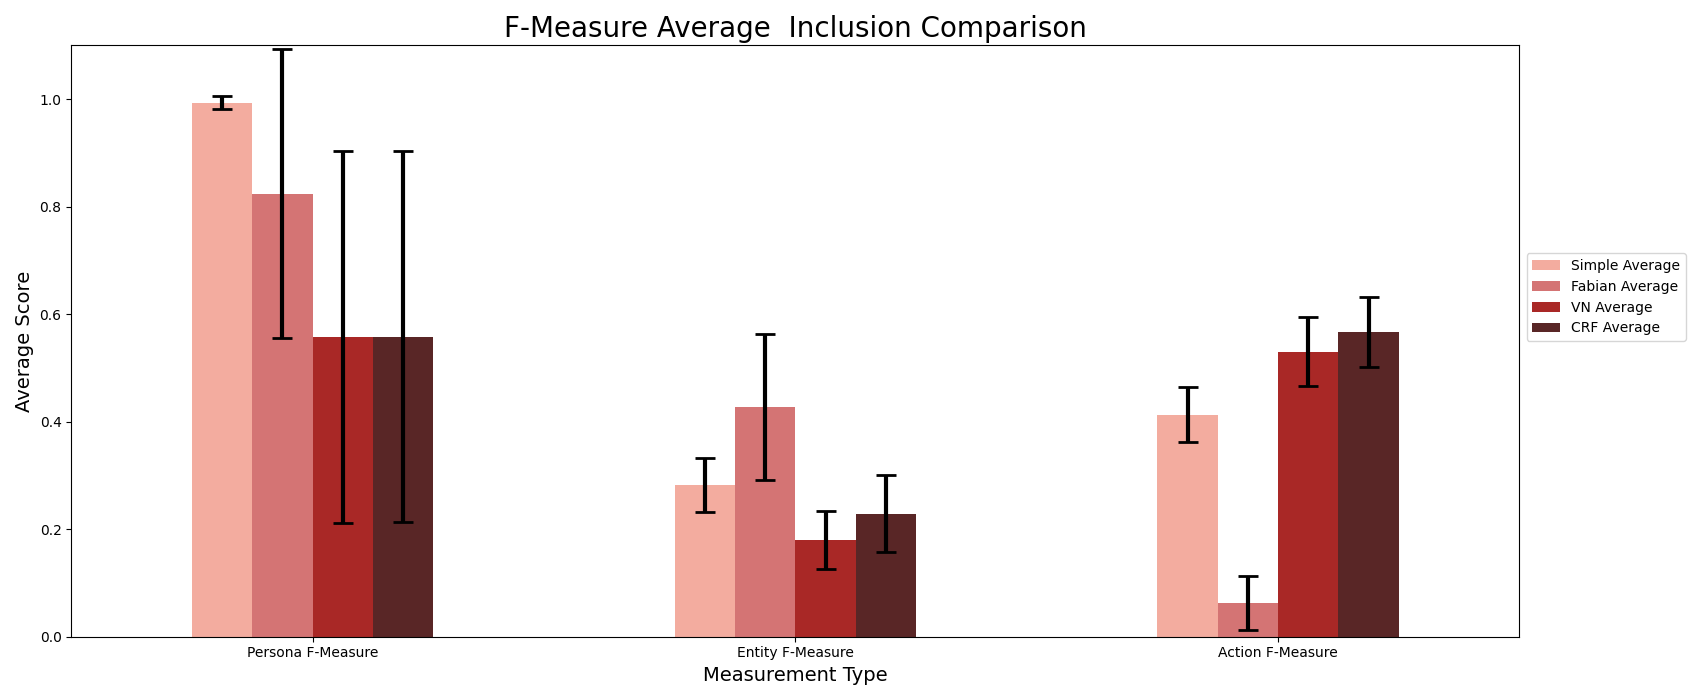 F-Measure Average  Inclusion Comparison
Average Score
1.0
0.8
0.6
0.4
0.2
0.0
Persona F-Measure
Entity F-Measure
Action F-Measure
Measurement Type
Simple Average
Fabian Average
VN Average
CRF Average